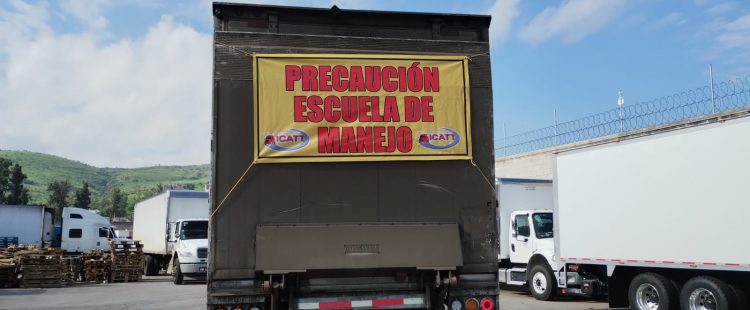 PRECAUCIÓN
ESCUELA DE
MANEJO
ICATT
ICATT